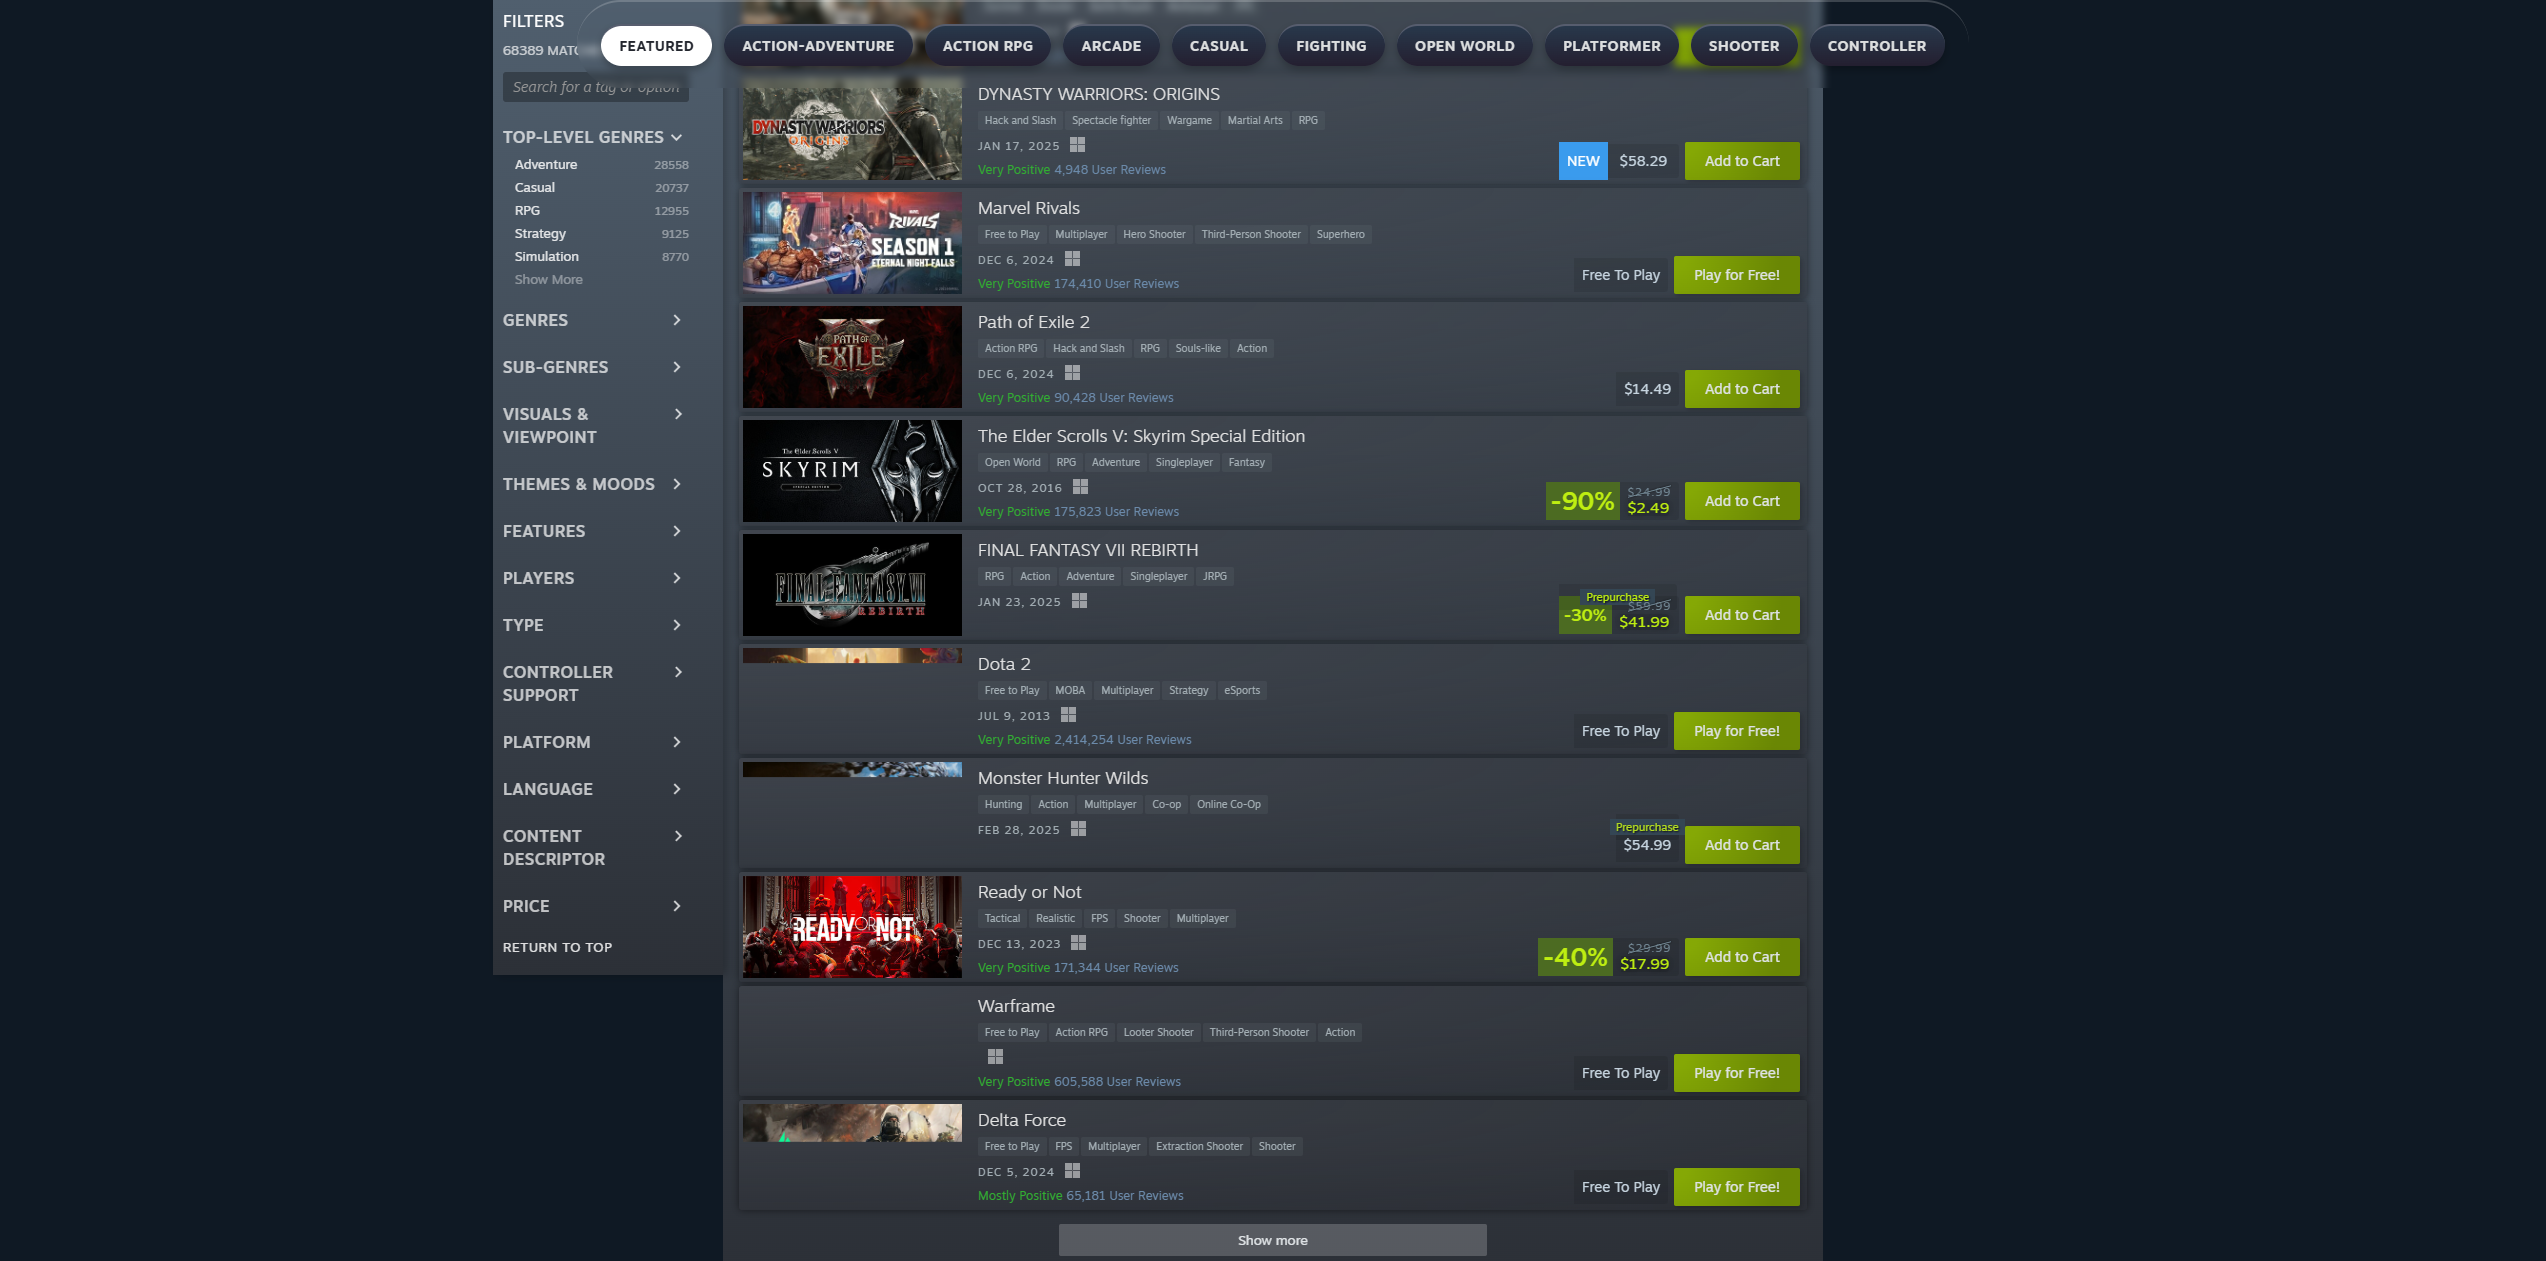 FEATURED
ACTION-ADVENTURE
ACTION RPG
ARCADE
CASUAL
FIGHTING
OPEN WORLD
PLATFORMER
SHOOTER
CONTROLLER
FILTERS
68389
Search for a tag or option
TOP-LEVEL GENRES
Adventure 28558
Casual 20737
RPG 12955
Strategy 9125
Simulation 8770
Show More
GENRES
SUB-GENRES
VISUALS &
VIEWPOINT
THEMES & MOODS
FEATURES
PLAYERS
TYPE
CONTROLLER
SUPPORT
PLATFORM
LANGUAGE
CONTENT
DESCRIPTOR
PRICE
RETURN TO TOP
DYNASTY WARRIORS
ORIGINS
DYNASTY WARRIORS: ORIGINS
Hack and Slash Spectacle fighter Wargame Martial Arts RPG
JAN 17, 2025
Very Positive 4,948 User Reviews
NEW $58.29 Add to Cart
MARVEL
RIVALS
SEASON 1
ETERNAL NIGHT FALLS
Marvel Rivals
Free to Play Multiplayer Hero Shooter Third-Person Shooter Superhero
DEC 6, 2024
Very Positive 174,410 User Reviews
Free To Play Play for Free!
PATH OF
EXILE
Path of Exile 2
Action RPG Hack and Slash RPG Souls-like Action
DEC 6, 2024
Very Positive 90,428 User Reviews
$14.49 Add to Cart
The Elder Scrolls V
SKYRIM
SPECIAL EDITION
The Elder Scrolls V: Skyrim Special Edition
Open World RPG Adventure Singleplayer Fantasy
OCT 28, 2016
Very Positive 175,823 User Reviews
-90% $24.99 $2.49 Add to Cart
FINAL FANTASY VII
REBIRTH
FINAL FANTASY VII REBIRTH
RPG Action Adventure Singleplayer JRPG
JAN 23, 2025
Prepurchase
-30% $59.99 $41.99 Add to Cart
Dota 2
Free to Play MOBA Multiplayer Strategy eSports
JUL 9, 2013
Very Positive 2,414,254 User Reviews
Free To Play Play for Free!
Monster Hunter Wilds
Hunting Action Multiplayer Co-op Online Co-Op
FEB 28, 2025
Prepurchase
$54.99 Add to Cart
READY OR NOT
Ready or Not
Tactical Realistic FPS Shooter Multiplayer
DEC 13, 2023
Very Positive 171,344 User Reviews
-40% $29.99 $17.99 Add to Cart
Warframe
Free to Play Action RPG Looter Shooter Third-Person Shooter Action
Very Positive 605,588 User Reviews
Free To Play Play for Free!
Delta Force
Free to Play FPS Multiplayer Extraction Shooter Shooter
DEC 5, 2024
Mostly Positive 65,181 User Reviews
Free To Play Play for Free!
Show more